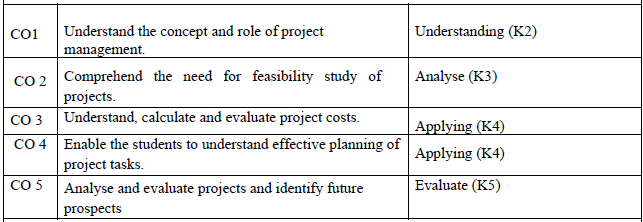 CO1 Understand the concept and role of project Understanding (K2)
management.
CO 2 Comprehend the need for feasibility study of Analyse (K3)
projects.
CO 3 Understand, calculate and evaluate project costs. Applying (K4)
CO 4 Enable the students to understand effective planning of Applying (K4)
project tasks.
CO 5 Analyse and evaluate projects and identify future Evaluate (K5)
prospects